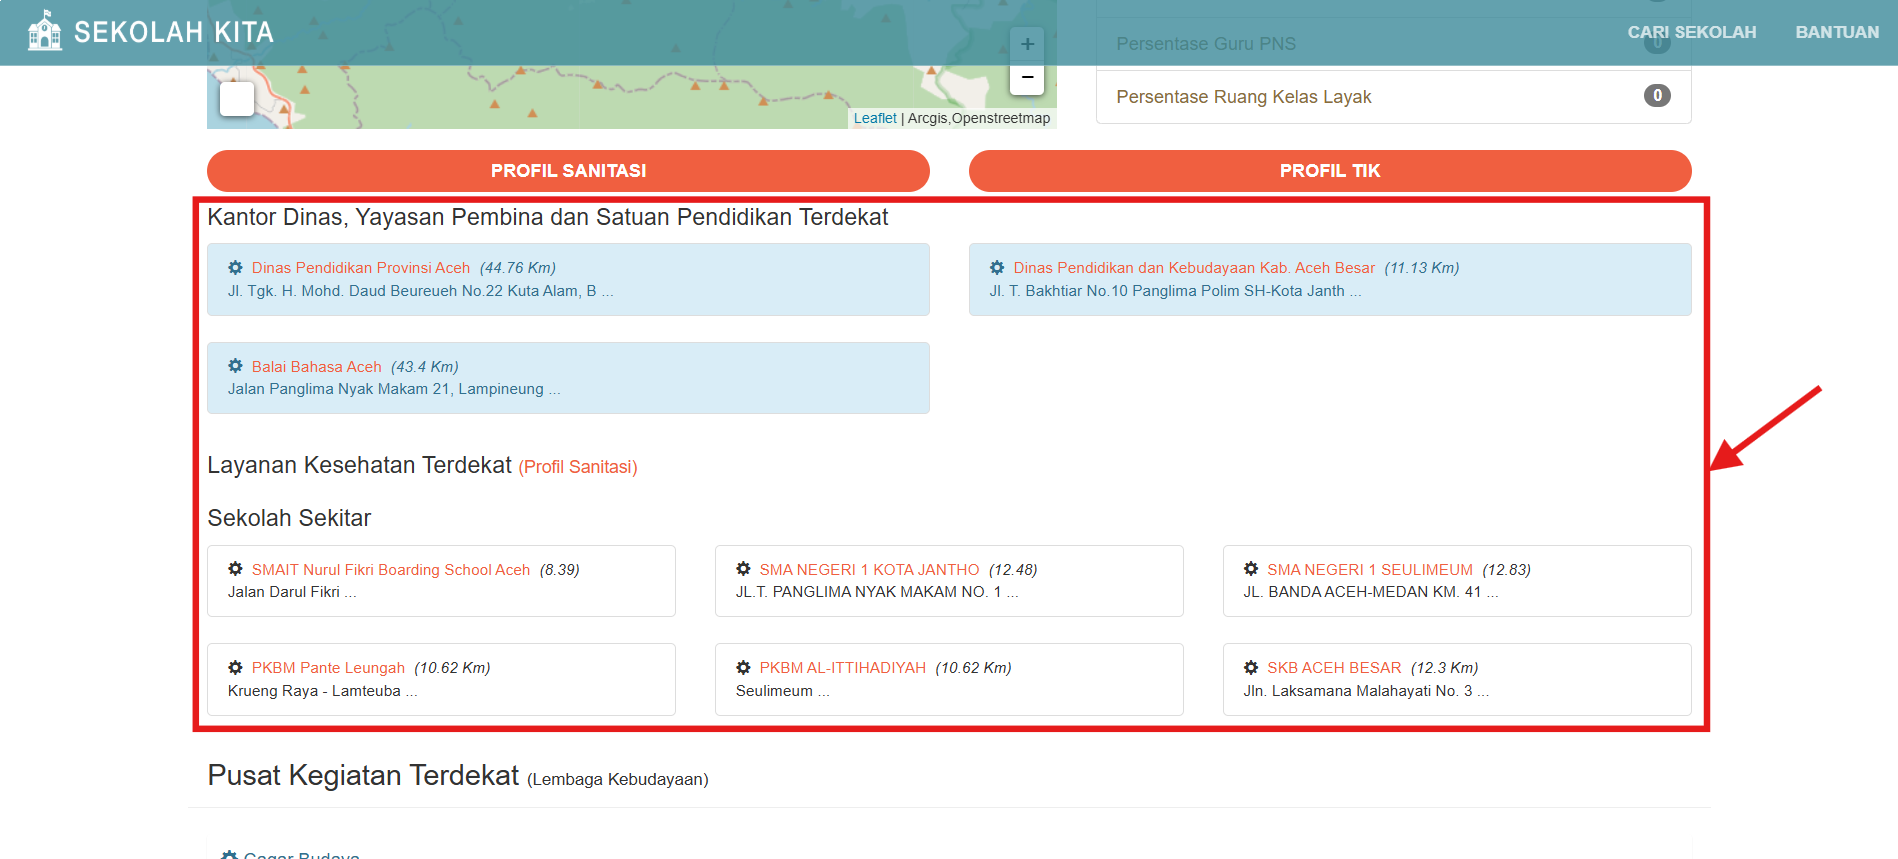 SEKOLAH KITA
CARI SEKOLAH
BANTUAN
Persentase Guru PNS
0
Persentase Ruang Kelas Layak
0
+
−
Leaflet | Arcgis,Openstreetmap
PROFIL SANITASI
PROFIL TIK
Kantor Dinas, Yayasan Pembina dan Satuan Pendidikan Terdekat
Dinas Pendidikan Provinsi Aceh (44.76 Km)
Jl. Tgk. H. Mohd. Daud Beureueh No.22 Kuta Alam, B ...
Dinas Pendidikan dan Kebudayaan Kab. Aceh Besar (11.13 Km)
Jl. T. Bakhtiar No.10 Panglima Polim SH-Kota Janth ...
Balai Bahasa Aceh (43.4 Km)
Jalan Panglima Nyak Makam 21, Lampineung ...
Layanan Kesehatan Terdekat (Profil Sanitasi)
Sekolah Sekitar
SMAIT Nurul Fikri Boarding School Aceh (8.39)
Jalan Darul Fikri ...
SMA NEGERI 1 KOTA JANTHO (12.48)
JL.T. PANGLIMA NYAK MAKAM NO. 1 ...
SMA NEGERI 1 SEULIMEUM (12.83)
JL. BANDA ACEH-MEDAN KM. 41 ...
PKBM Pante Leungah (10.62 Km)
Krueng Raya - Lamteuba ...
PKBM AL-ITTIHADIYAH (10.62 Km)
Seulimeum ...
SKB ACEH BESAR (12.3 Km)
Jln. Laksamana Malahayati No. 3 ...
Pusat Kegiatan Terdekat (Lembaga Kebudayaan)
Cagar Budaya